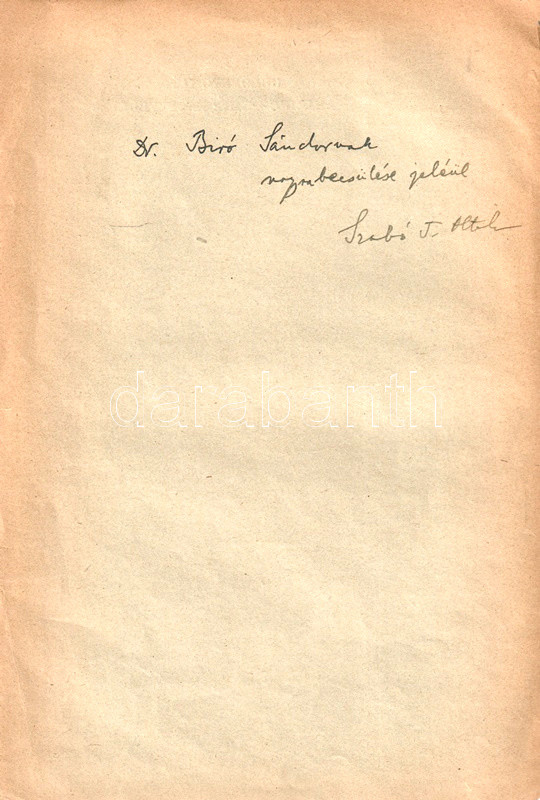 Dr. Biró Sándornak
nagyrabecsülése jeléül
Szabó T. Attila
darabanth